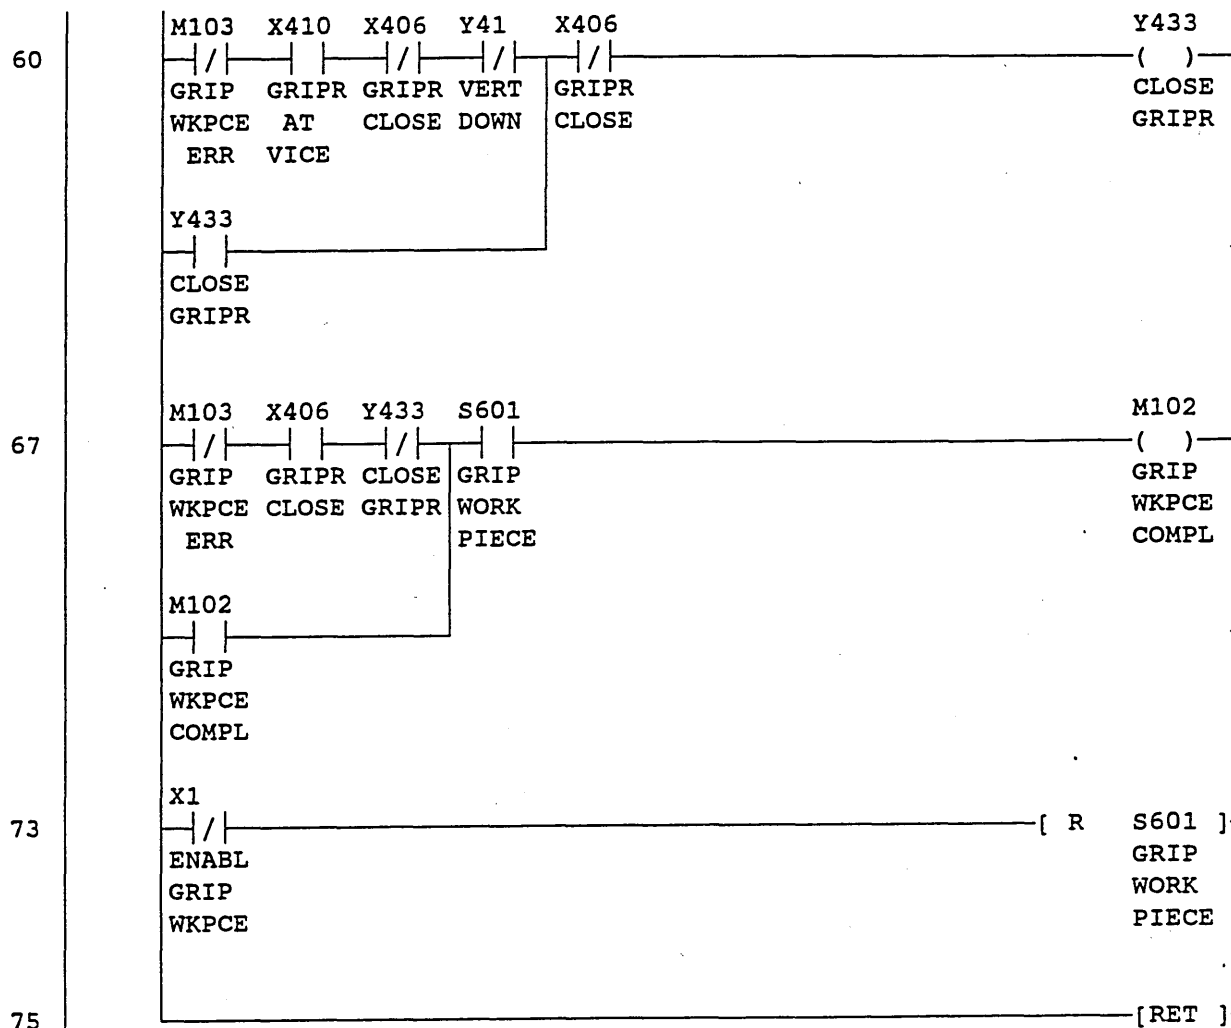 M103 X410 X406 Y41 X406 Y433
60 / / / / ( )
GRIP GRIPR GRIPR VERT GRIPR CLOSE
WKPCE AT CLOSE DOWN CLOSE GRIPR
ERR VICE
Y433
CLOSE
GRIPR
M103 X406 Y433 S601 M102
67 / / ( )
GRIP GRIPR CLOSE GRIP GRIP
WKPCE CLOSE GRIPR WORK WKPCE
ERR PIECE COMPL
M102
GRIP
WKPCE
COMPL
X1
73 / [ R S601 ]
ENABL GRIP
GRIP WORK
WKPCE PIECE
75 [RET ]